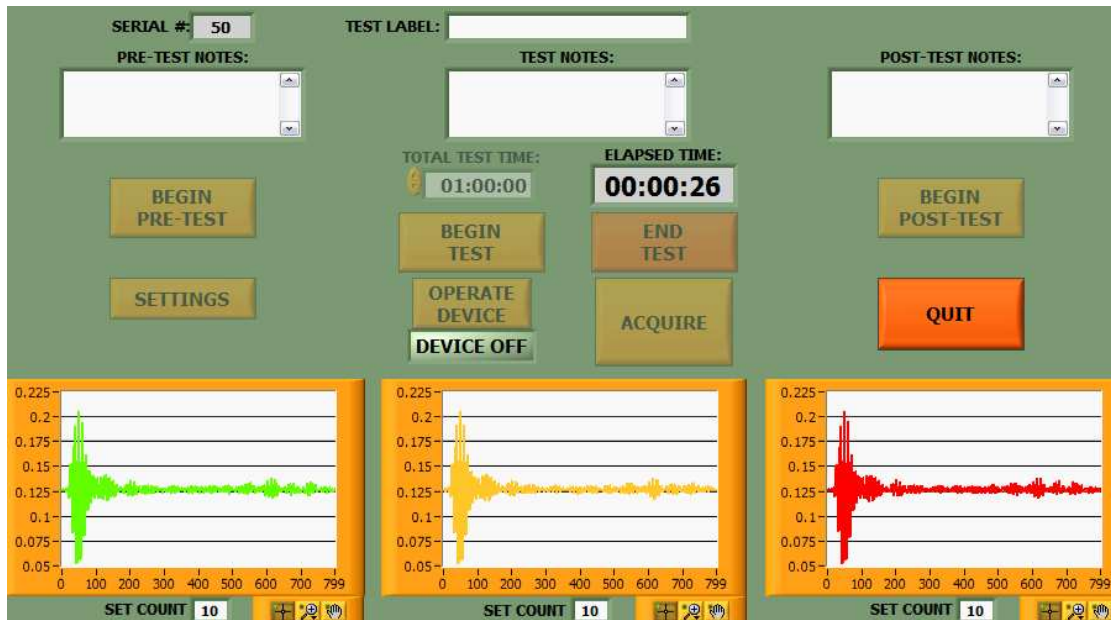 SERIAL #: 50 TEST LABEL:
PRE-TEST NOTES: TEST NOTES: POST-TEST NOTES:
TOTAL TEST TIME: ELAPSED TIME:
01:00:00 00:00:26
BEGIN
PRE-TEST
BEGIN
TEST
END
TEST
BEGIN
POST-TEST
SETTINGS
OPERATE
DEVICE
DEVICE OFF
ACQUIRE
QUIT
0.225
0.2
0.175
0.15
0.125
0.1
0.075
0.05
0 100 200 300 400 500 600 700 799
SET COUNT 10
0.225
0.2
0.175
0.15
0.125
0.1
0.075
0.05
0 100 200 300 400 500 600 700 799
SET COUNT 10
0.225
0.2
0.175
0.15
0.125
0.1
0.075
0.05
0 100 200 300 400 500 600 700 799
SET COUNT 10